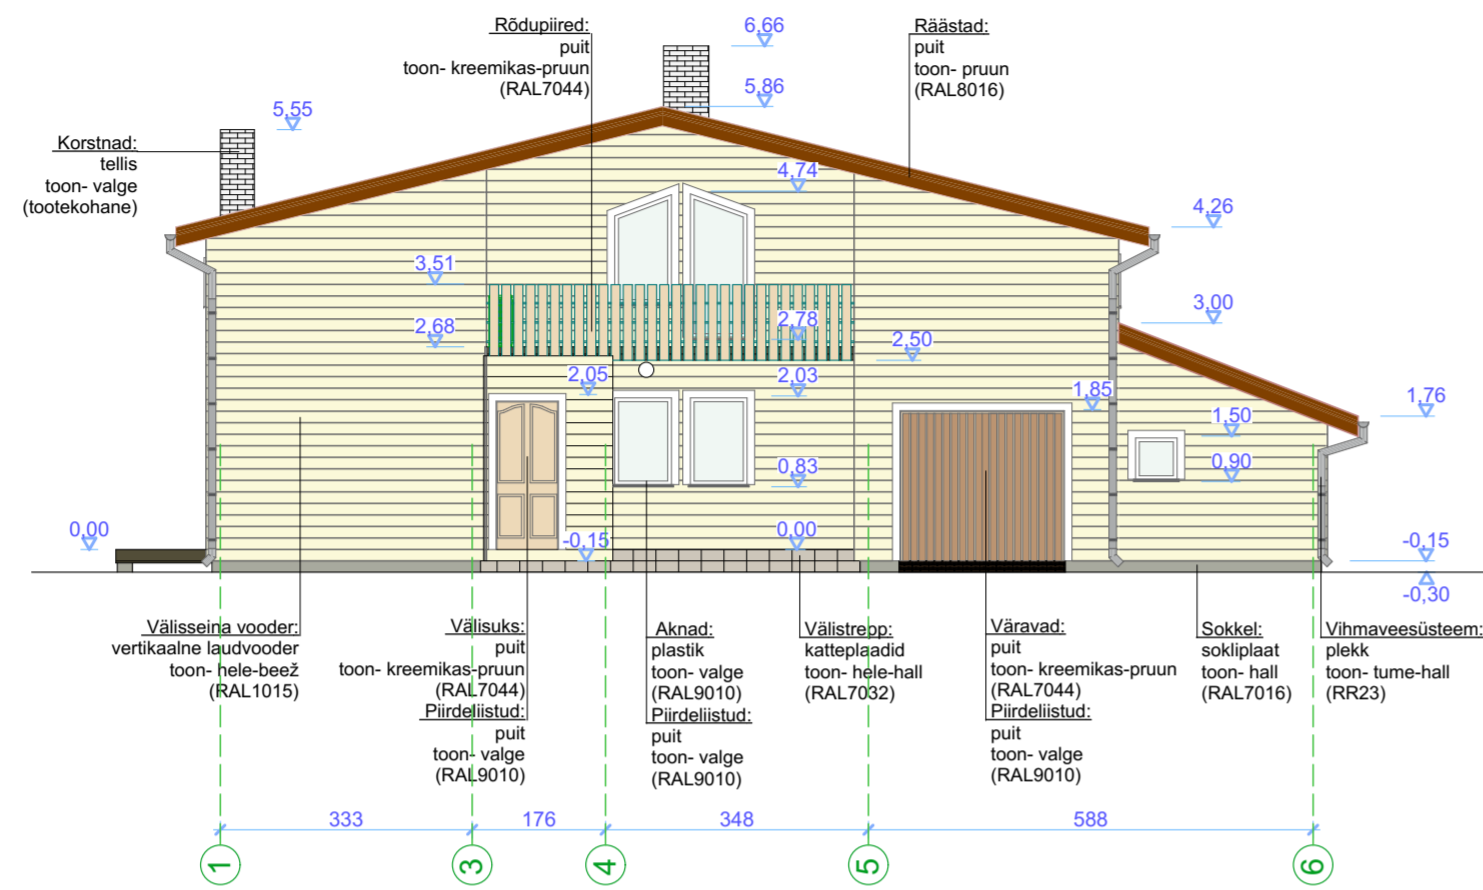 Rõdupiired:
puit
toon- kreemikas-pruun
(RAL7044)
6,66
5,86
Räästad:
puit
toon- pruun
(RAL8016)
5,55
Korstnad:
tellis
toon- valge
(tootekohane)
4,74
4,26
3,51
3,00
2,68
2,78
2,50
2,05
2,03
1,85
1,76
1,50
0,90
0,83
0,00
-0,15
0,00
-0,15
-0,30
Välisseina vooder:
vertikaalne laudvooder
toon- hele-beež
(RAL1015)
Välisuks:
puit
toon- kreemikas-pruun
(RAL7044)
Piirdeliistud:
puit
toon- valge
(RAL9010)
Aknad:
plastik
toon- valge
(RAL9010)
Piirdeliistud:
puit
toon- valge
(RAL9010)
Välistrepp:
katteplaadid
toon- hele-hall
(RAL7032)
Väravad:
puit
toon- kreemikas-pruun
(RAL7044)
Piirdeliistud:
puit
toon- valge
(RAL9010)
Sokkel:
sokliplaat
toon- hall
(RAL7016)
Vihmaveesüsteem:
plekk
toon- tume-hall
(RR23)
333
176
348
588
1
3
4
5
6